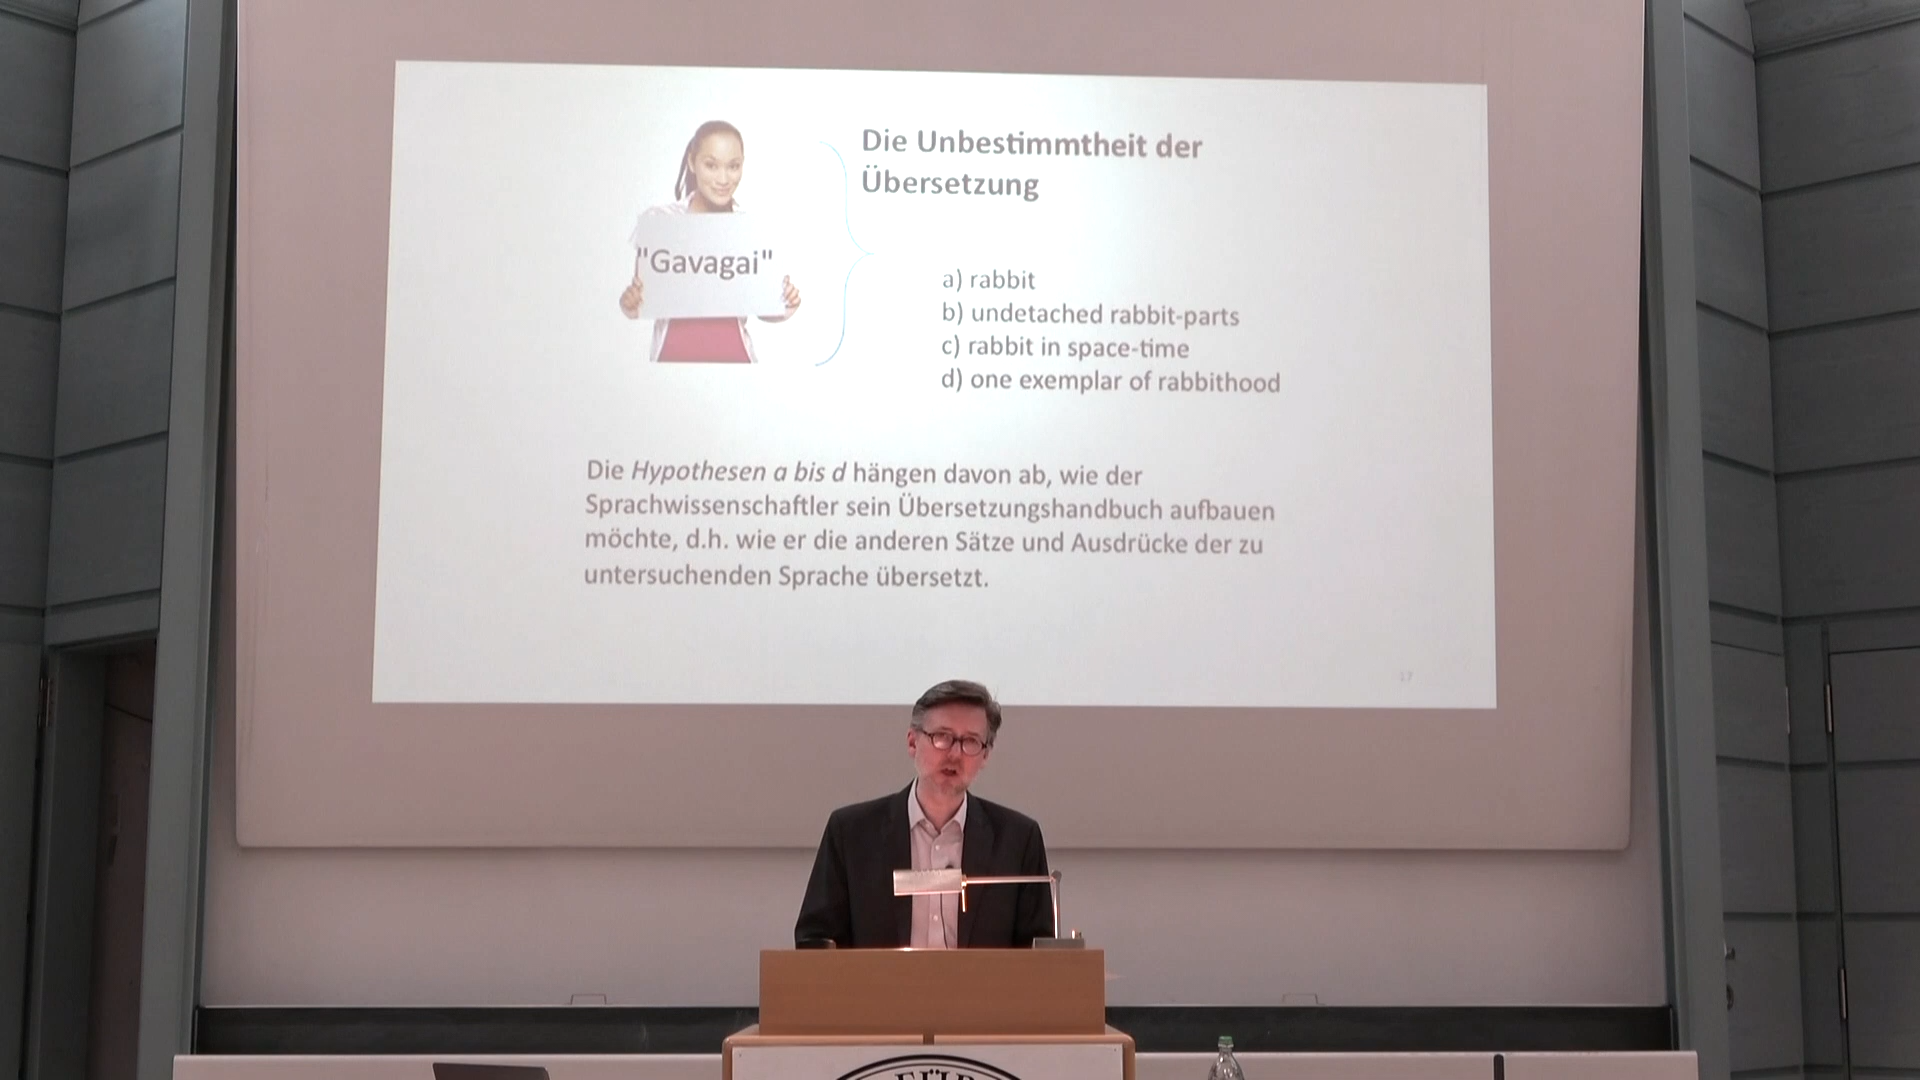 Die Unbestimmtheit der
Übersetzung
"Gavagai"
a) rabbit
b) undetached rabbit-parts
c) rabbit in space-time
d) one exemplar of rabbithood
Die Hypothesen a bis d hängen davon ab, wie der
Sprachwissenschaftler sein Übersetzungshandbuch aufbauen
möchte, d.h. wie er die anderen Sätze und Ausdrücke der zu
untersuchenden Sprache übersetzt.
17